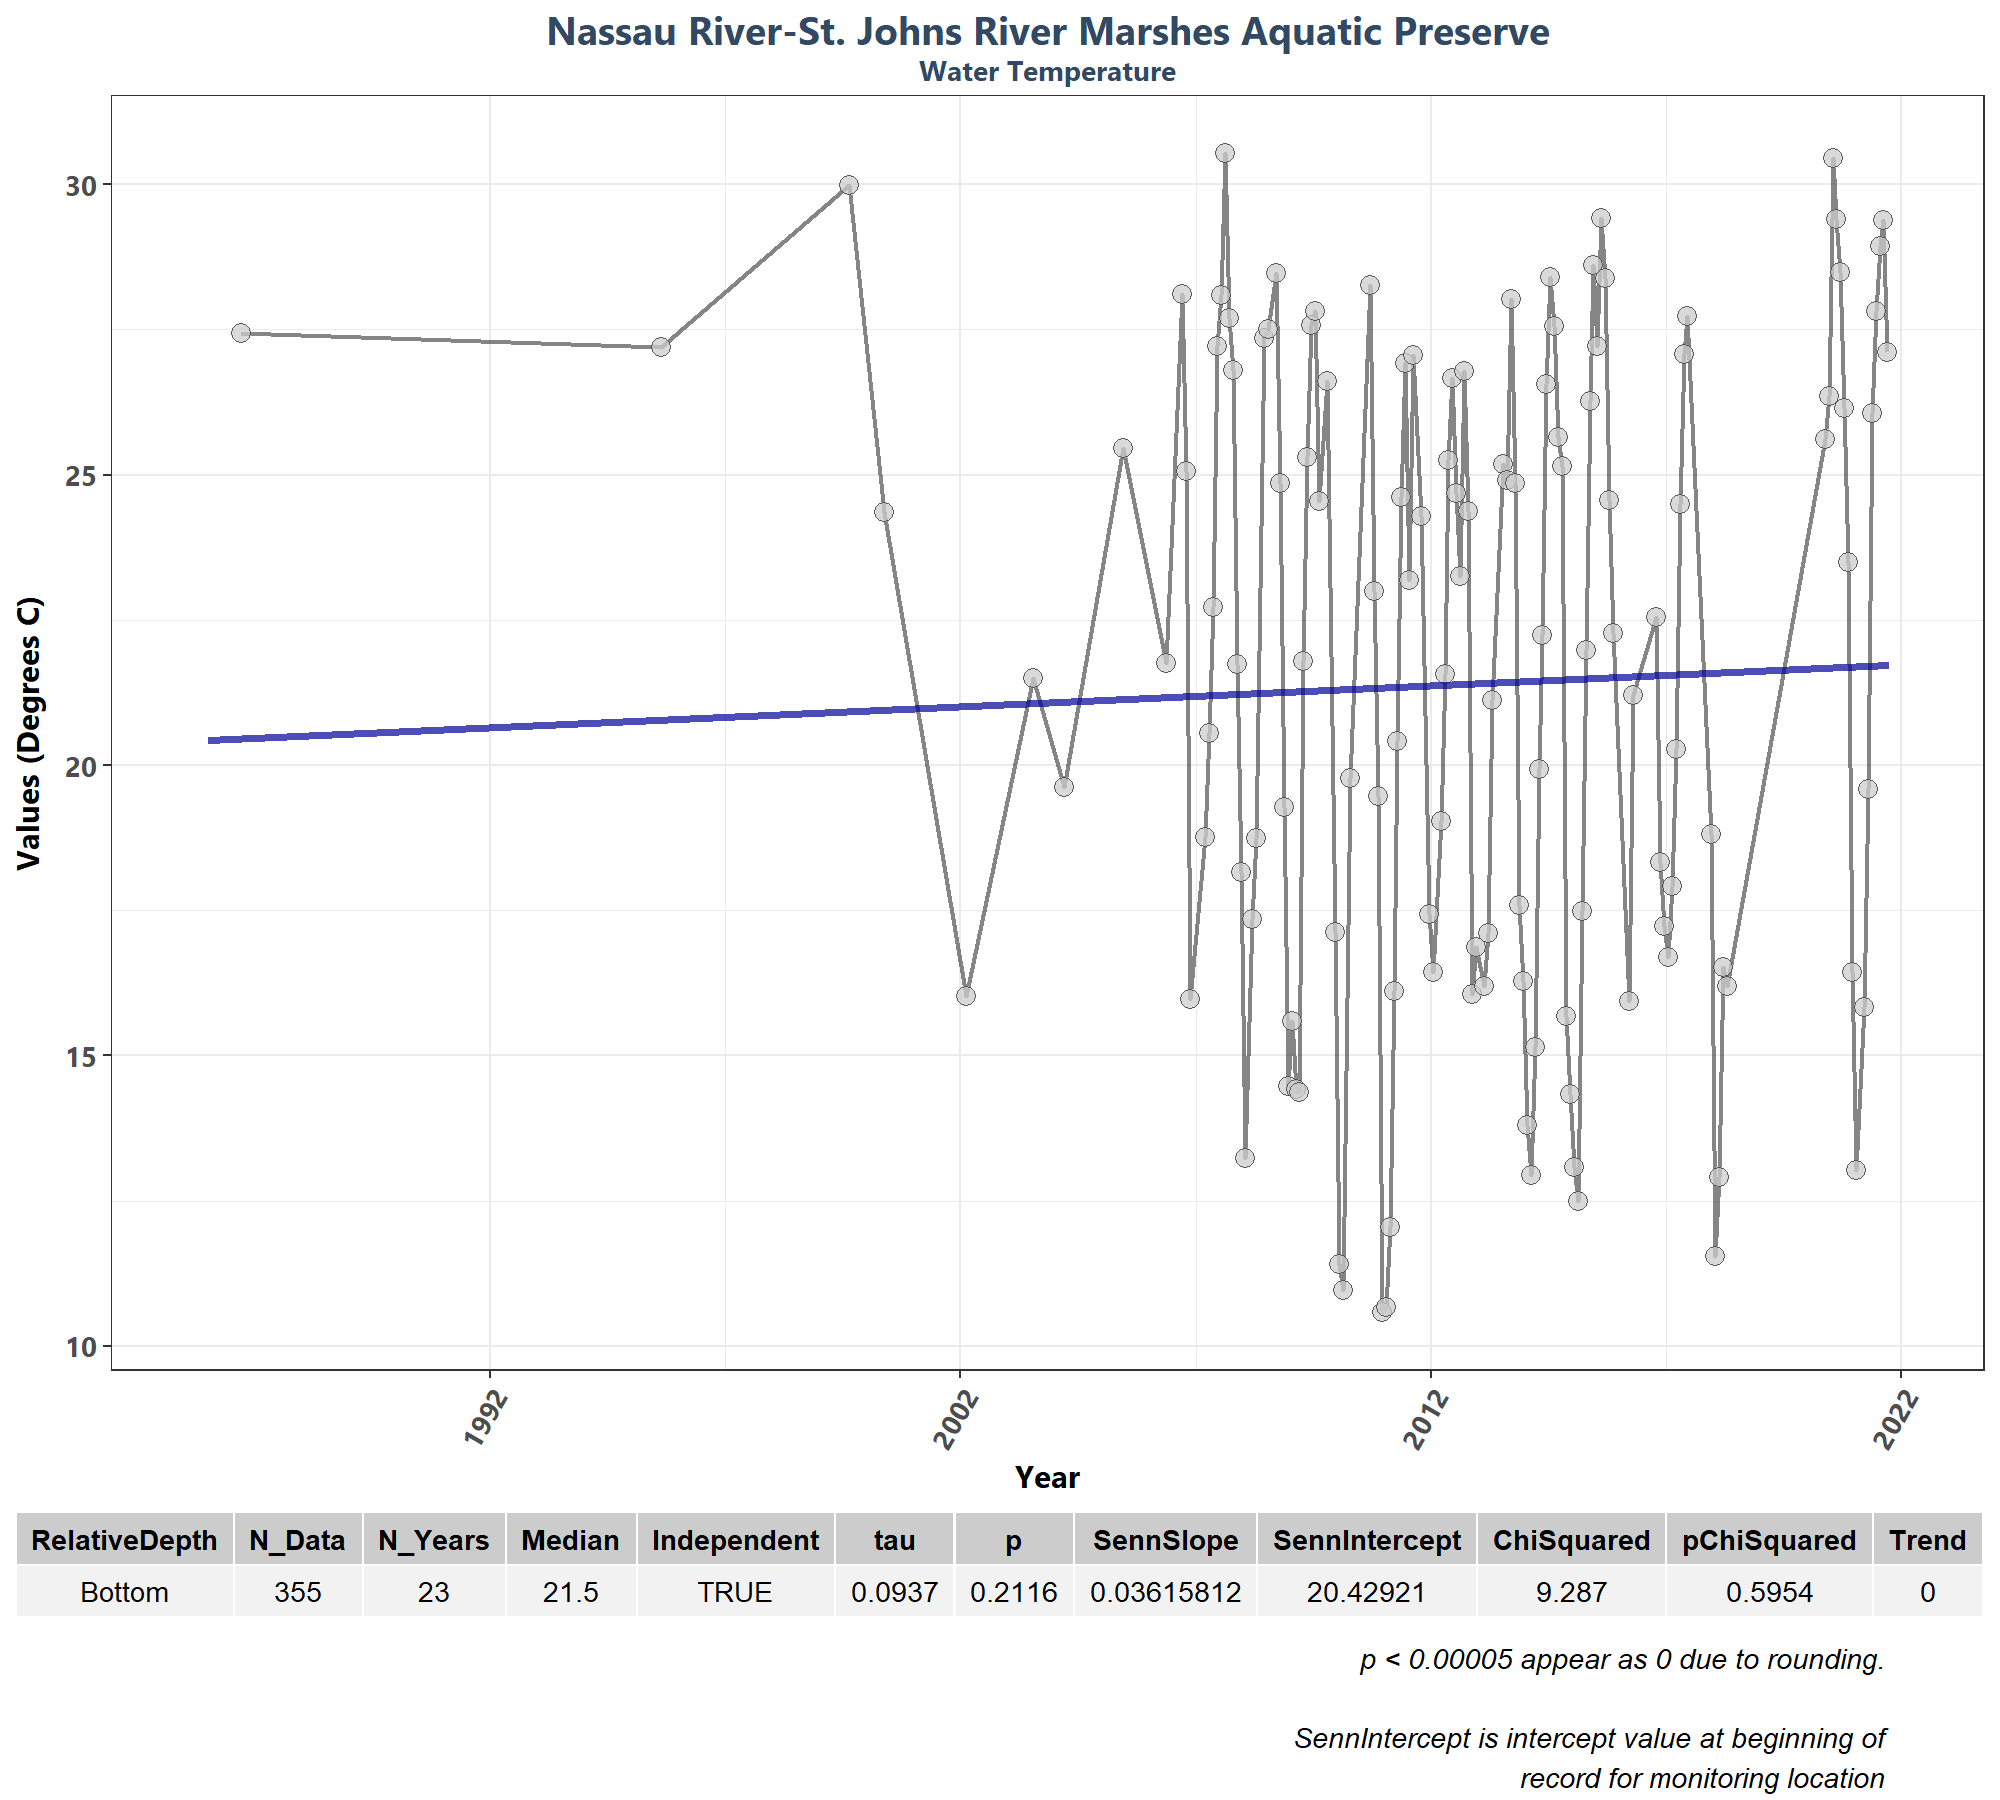 Nassau River-St. Johns River Marshes Aquatic Preserve
Water Temperature
Values (Degrees C)
30
25
20
15
10
1992 2002 2012 2022
Year
RelativeDepth N_Data N_Years Median Independent tau p SennSlope SennIntercept ChiSquared pChiSquared Trend
Bottom 355 23 21.5 TRUE 0.0937 0.2116 0.03615812 20.42921 9.287 0.5954 0
p < 0.00005 appear as 0 due to rounding.
SennIntercept is intercept value at beginning of
record for monitoring location